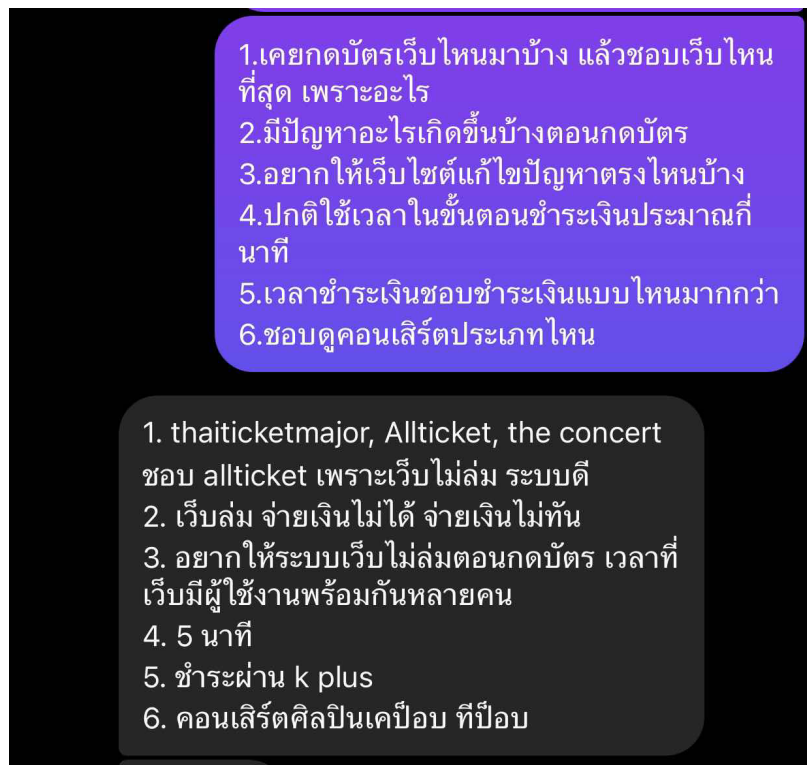 1.เคยกดบัตรเว็บไหนมาบ้าง แล้วชอบเว็บไหน
ที่สุด เพราะอะไร
2.มีปัญหาอะไรเกิดขึ้นบ้างตอนกดบัตร
3.อยากให้เว็บไซต์แก้ไขปัญหาตรงไหนบ้าง
4.ปกติใช้เวลาในขั้นตอนชำระเงินประมาณกี่
นาที
5.เวลาชำระเงินชอบชำระเงินแบบไหนมากกว่า
6.ชอบดูคอนเสิร์ตประเภทไหน
1. thaiticketmajor, Allticket, the concert
ชอบ allticket เพราะเว็บไม่ล่ม ระบบดี
2. เว็บล่ม จ่ายเงินไม่ได้ จ่ายเงินไม่ทัน
3. อยากให้ระบบเว็บไม่ล่มตอนกดบัตร เวลาที่
เว็บมีผู้ใช้งานพร้อมกันหลายคน
4. 5 นาที
5. ชำระผ่าน k plus
6. คอนเสิร์ตศิลปินเคป็อบ ทีป็อบ